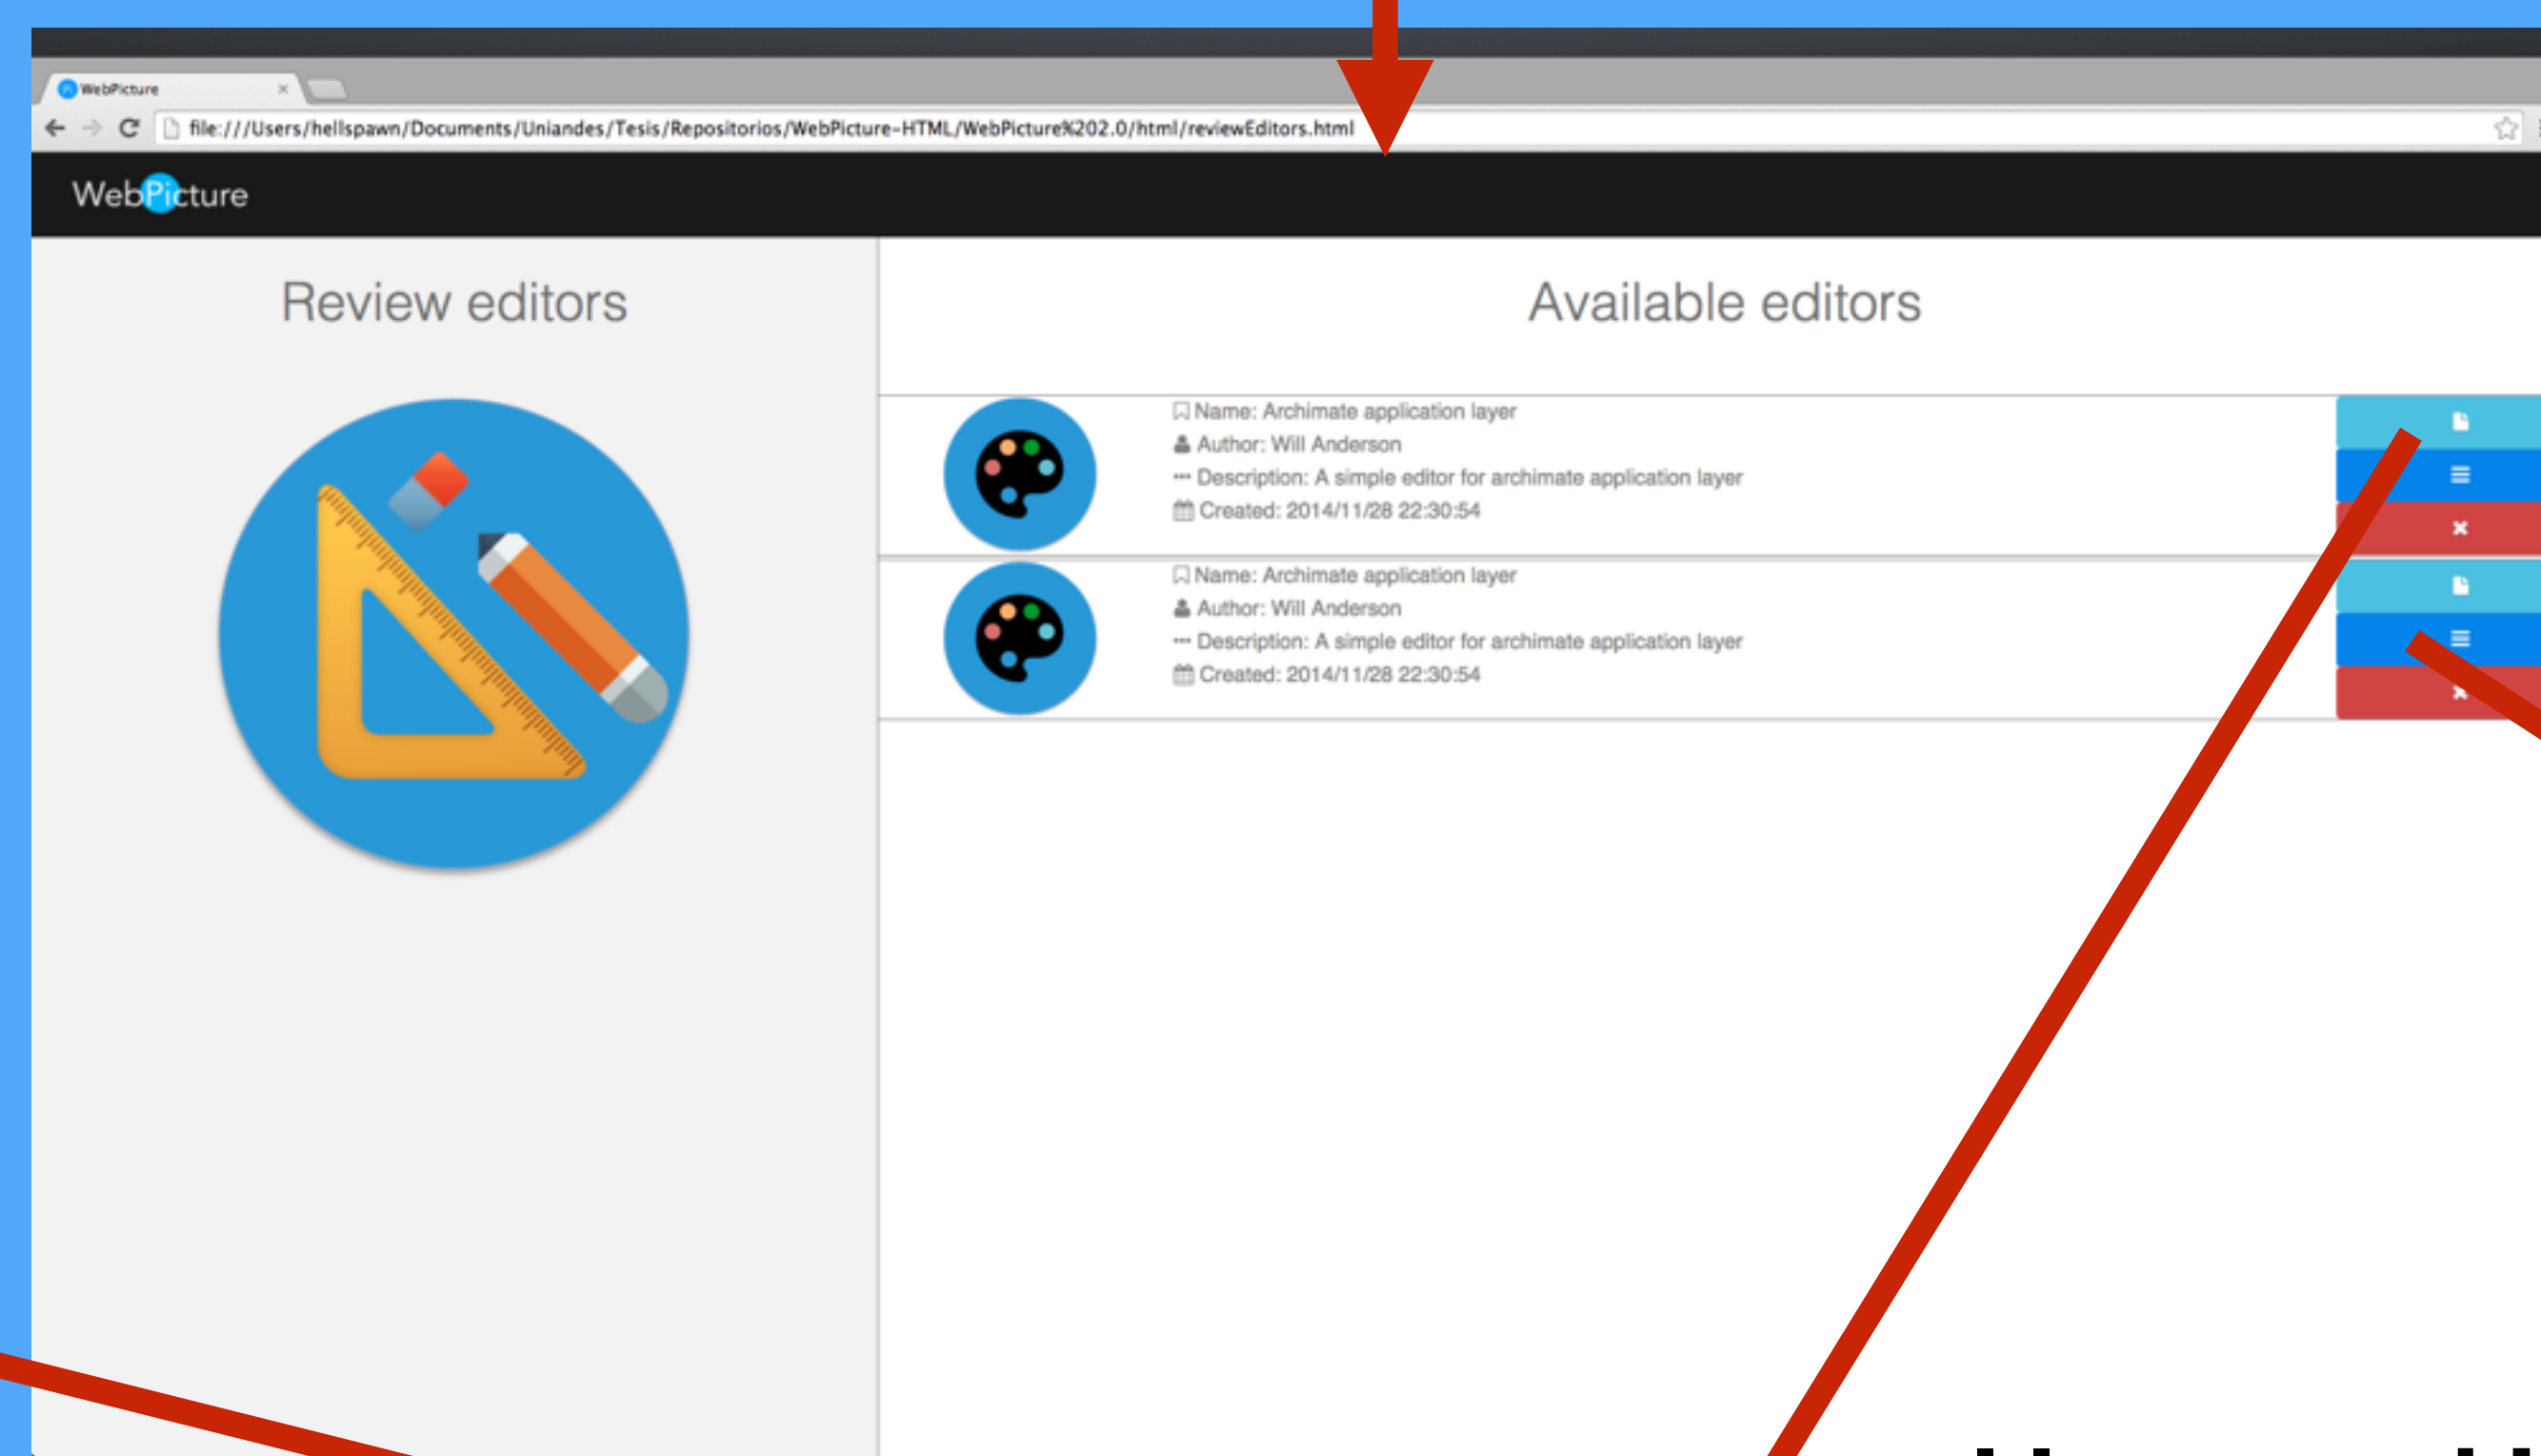 WebPicture
file:///Users/hellspawn/Documents/Uniandes/Tesis/Repositorios/WebPicture-HTML/WebPicture%202.0/html/reviewEditors.html
WebPicture
Review editors
Available editors
Name: Archimate application layer
Author: Will Anderson
Description: A simple editor for archimate application layer
Created: 2014/11/28 22:30:54
Name: Archimate application layer
Author: Will Anderson
Description: A simple editor for archimate application layer
Created: 2014/11/28 22:30:54